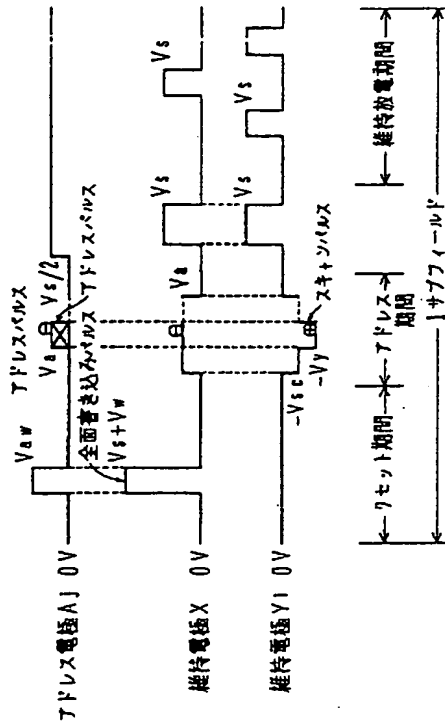 アドレス電極Aj 0V
Vaw
全面書き込みパルス
Vs+Vw
アドレスパルス
Va
Vs/2
アドレスパルス
維持電極X 0V
Va
Vs
Vs
維持電極Yi 0V
-Vsc
-Vy
スキャンパルス
Vs
Vs
リセット期間
アドレス
期間
維持放電期間
1サブフィールド